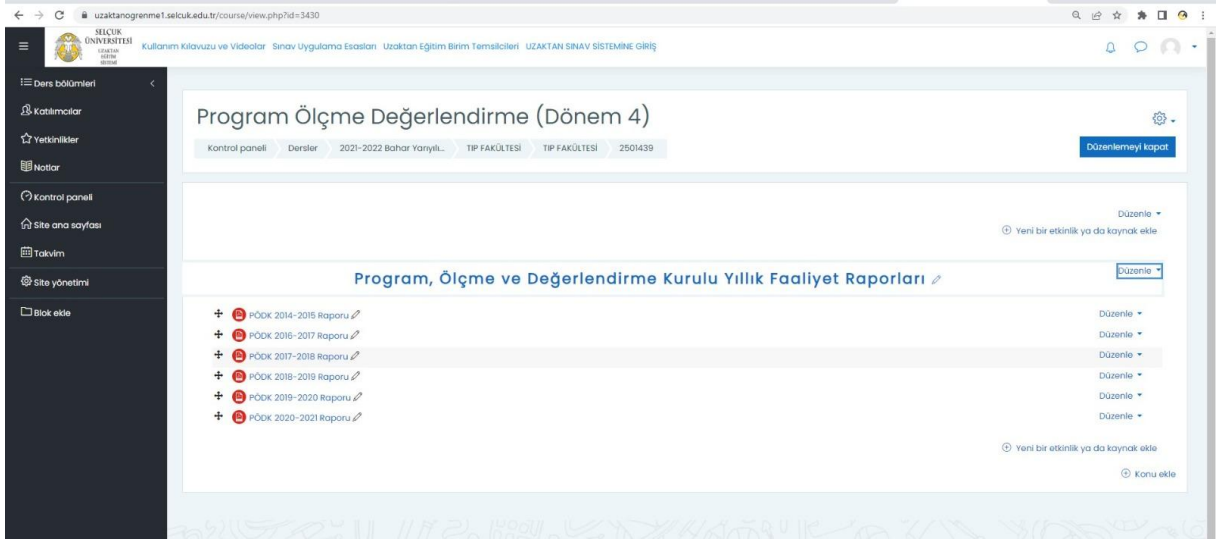 uzaktanogrenme1.selcuk.edu.tr/course/view.php?id=3430
SELÇUK
ÜNİVERSİTESİ
UZAKTAN
EĞİTİM
SİSTEMİ
Kullanım Kılavuzu ve Videolar Sınav Uygulama Esasları Uzaktan Eğitim Birim Temsilcileri UZAKTAN SINAV SİSTEMİNE GİRİŞ
Ders bölümleri
Katılımcılar
Yetkinlikler
Notlar
Kontrol paneli
Site ana sayfası
Takvim
Site yönetimi
Blok ekle
Program Ölçme Değerlendirme (Dönem 4)
Kontrol paneli Dersler 2021-2022 Bahar Yarıyılı... TIP FAKÜLTESİ TIP FAKÜLTESİ 2501439
Düzenlemeyi kapat
Düzenle
Yeni bir etkinlik ya da kaynak ekle
Program, Ölçme ve Değerlendirme Kurulu Yıllık Faaliyet Raporları
Düzenle
PÖDK 2014-2015 Raporu Düzenle
PÖDK 2016-2017 Raporu Düzenle
PÖDK 2017-2018 Raporu Düzenle
PÖDK 2018-2019 Raporu Düzenle
PÖDK 2019-2020 Raporu Düzenle
PÖDK 2020-2021 Raporu Düzenle
Yeni bir etkinlik ya da kaynak ekle
Konu ekle